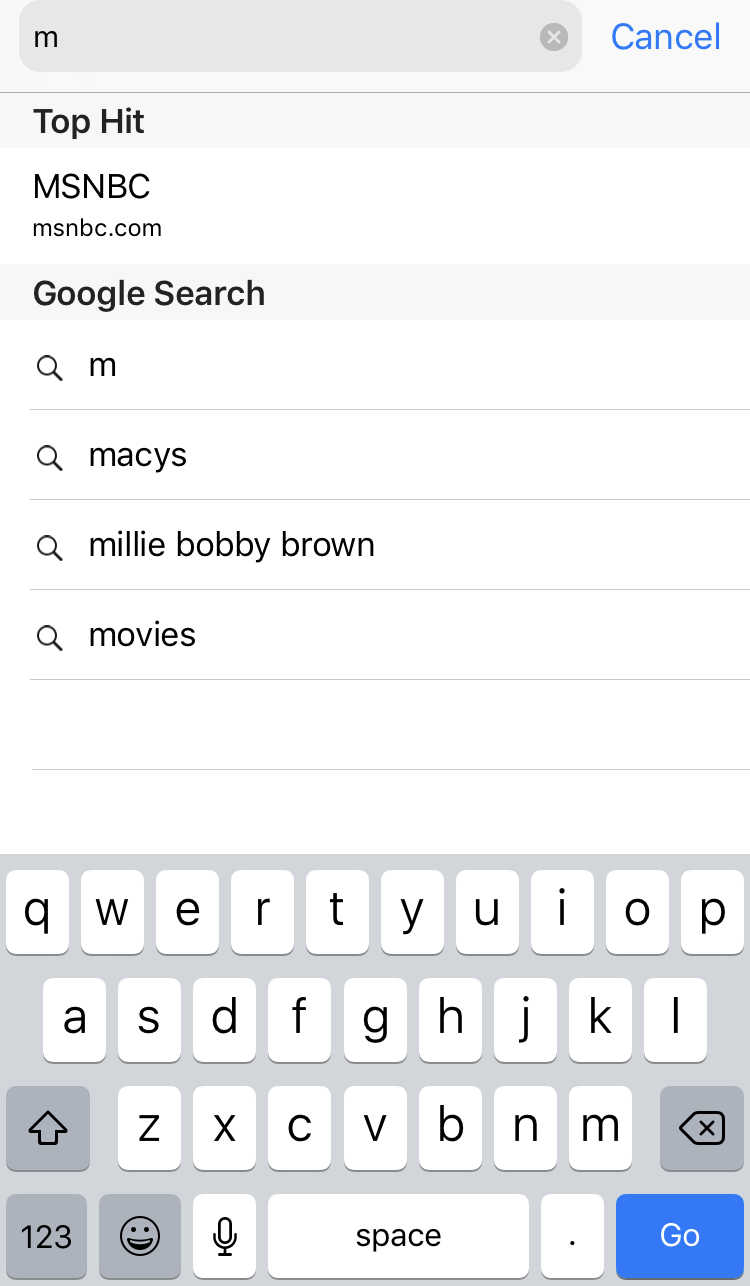 m
Cancel
Top Hit
MSNBC
msnbc.com
Google Search
m
macys
millie bobby brown
movies
q w e r t y u i o p
a s d f g h j k l
z x c v b n m
123 space . Go